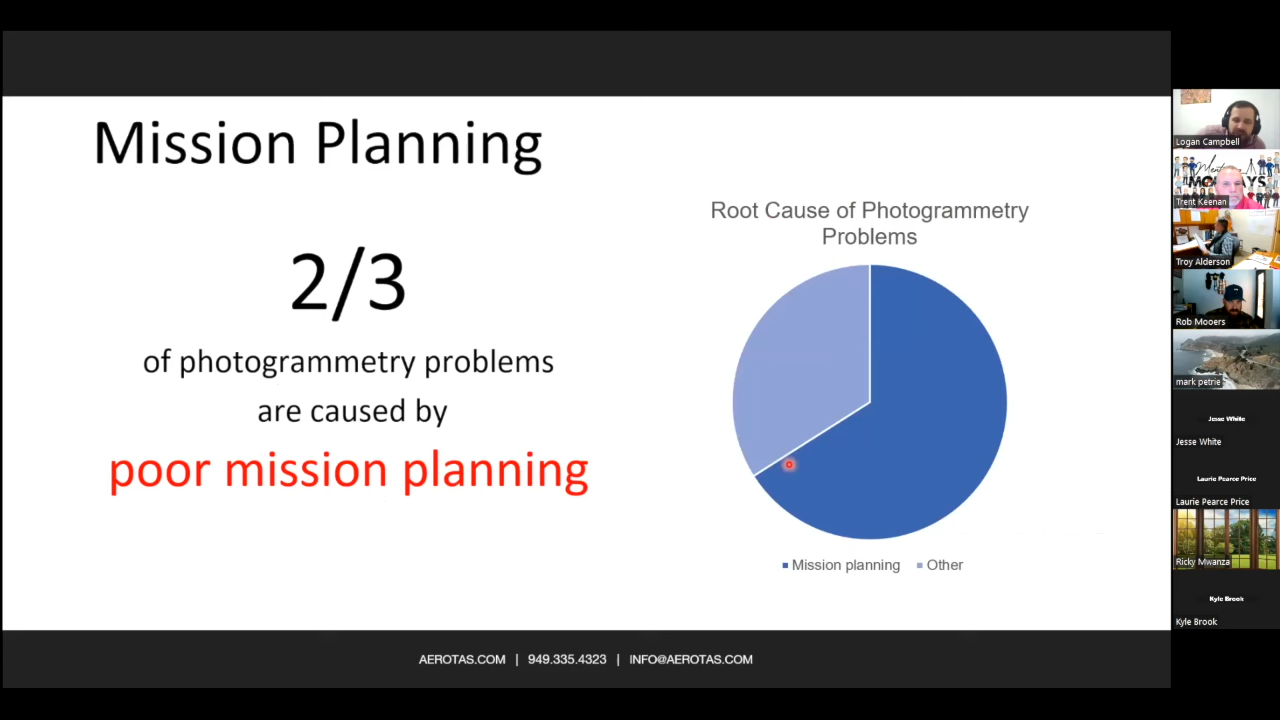 Mission Planning
2/3
of photogrammetry problems
are caused by
poor mission planning
Root Cause of Photogrammetry
Problems
Mission planning
Other
AEROTAS.COM | 949.335.4323 | INFO@AEROTAS.COM
Logan Campbell
Trent Keenan
Troy Alderson
Rob Mooers
mark petrie
Jesse White
Jesse White
Laurie Pearce Price
Laurie Pearce Price
Ricky Mwanza
Kyle Brook
Kyle Brook